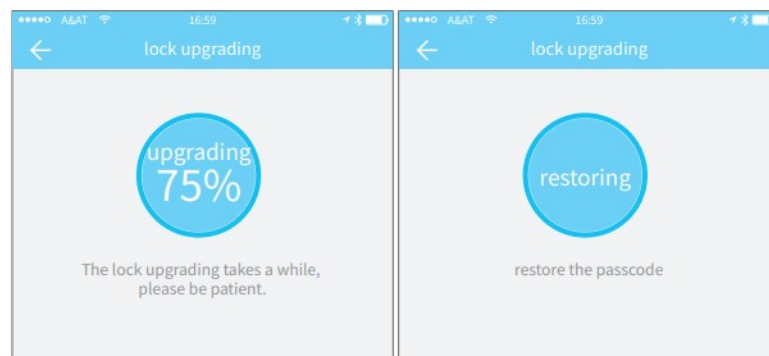 A&AT 16:59
lock upgrading
upgrading
75%
The lock upgrading takes a while,
please be patient.
A&AT 16:59
lock upgrading
restoring
restore the passcode